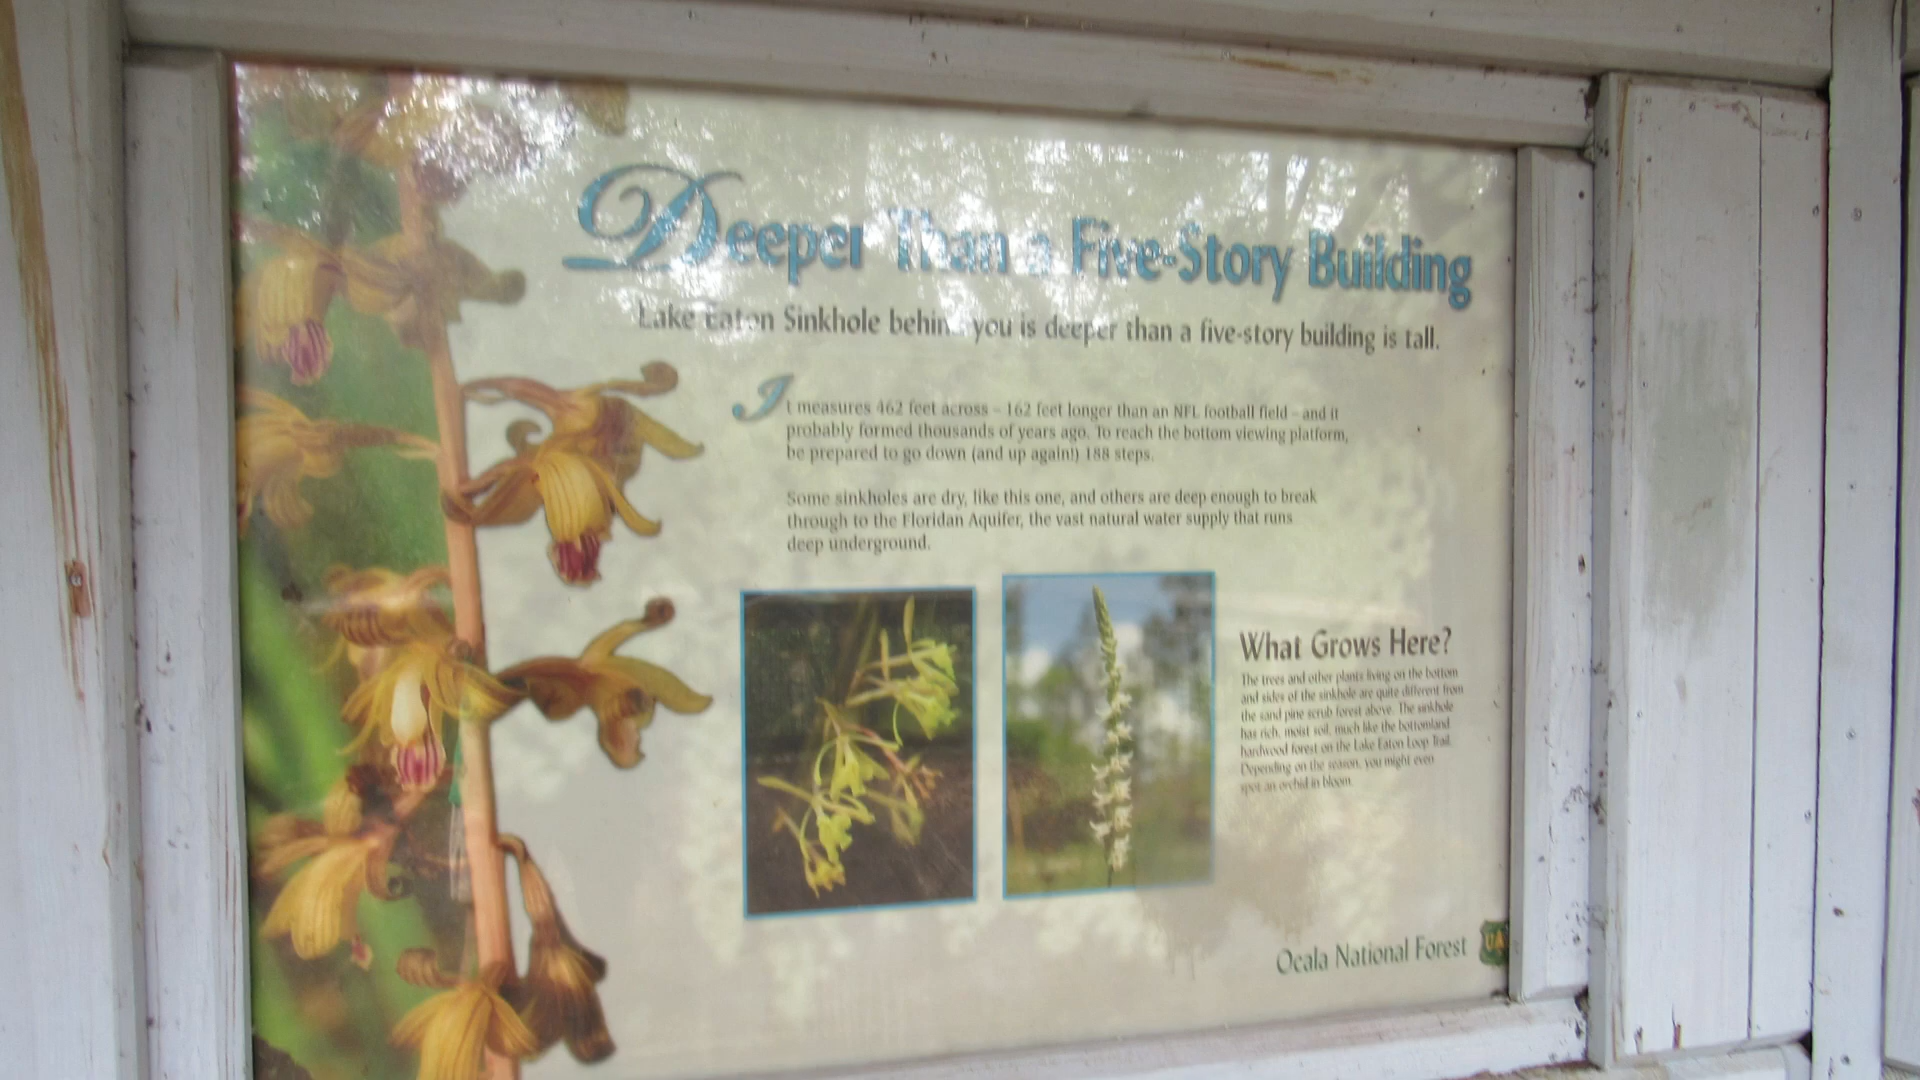 Deeper Than a Five-Story Building
Lake Eaton Sinkhole behind you is deeper than a five-story building is tall.
It measures 462 feet across – 162 feet longer than an NFL football field – and it
probably formed thousands of years ago. To reach the bottom viewing platform,
be prepared to go down (and up again!) 188 steps.
Some sinkholes are dry, like this one, and others are deep enough to break
through to the Floridan Aquifer, the vast natural water supply that runs
deep underground.
What Grows Here?
The trees and other plants living on the bottom
and sides of the sinkhole are quite different from
the sand pine scrub forest above. The sinkhole
has rich, moist soil, much like the bottomland
hardwood forest on the Lake Eaton Loop Trail.
Depending on the season, you might even
spot an orchid in bloom.
Ocala National Forest
UA